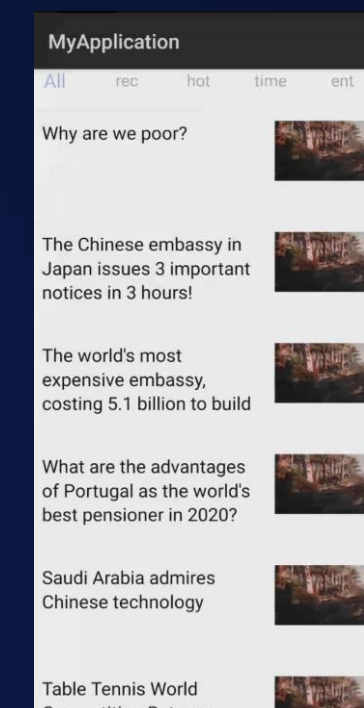 MyApplication
All rec hot time ent
Why are we poor?
The Chinese embassy in
Japan issues 3 important
notices in 3 hours!
The world's most
expensive embassy,
costing 5.1 billion to build
What are the advantages
of Portugal as the world's
best pensioner in 2020?
Saudi Arabia admires
Chinese technology
Table Tennis World